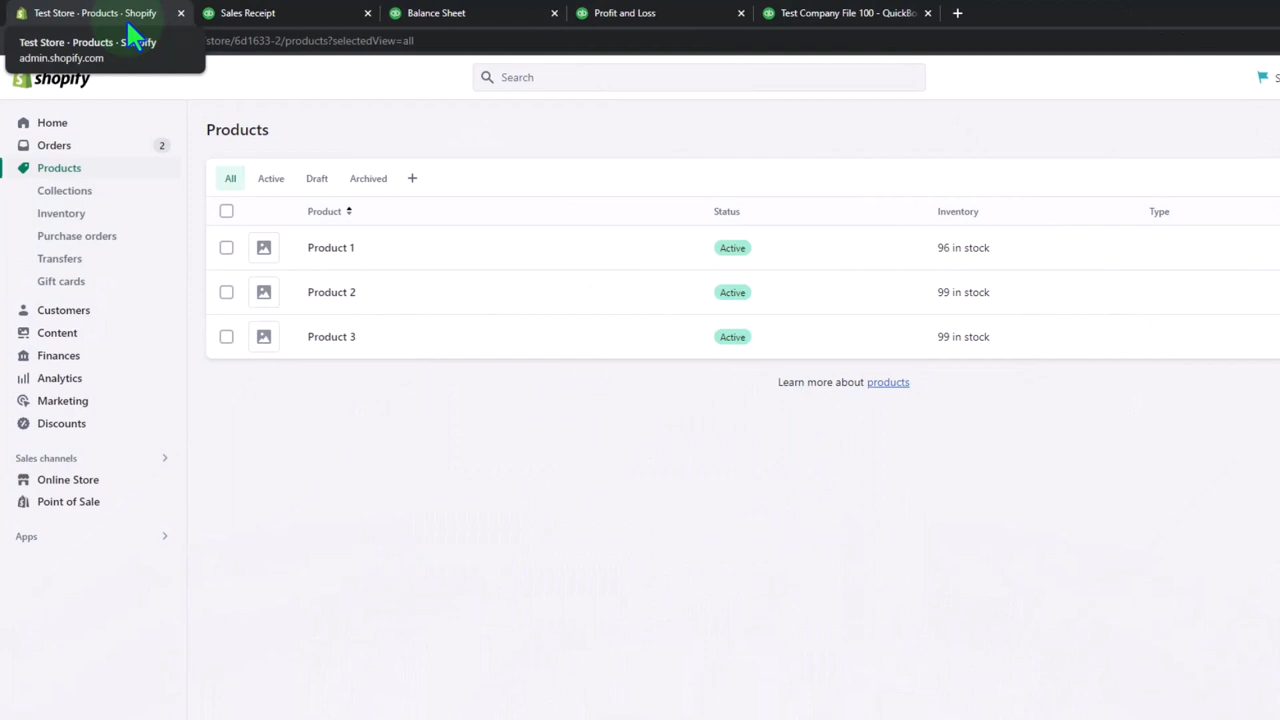 Test Store · Products · Shopify
Sales Receipt
Balance Sheet
Profit and Loss
Test Company File 100 - QuickBo
Test Store · Products · Shopify
admin.shopify.com
/store/6d1633-2/products?selectedView=all
shopify
Search
S
Home
Orders 2
Products
Collections
Inventory
Purchase orders
Transfers
Gift cards
Customers
Content
Finances
Analytics
Marketing
Discounts
Sales channels
Online Store
Point of Sale
Apps
Products
All Active Draft Archived
Product Status Inventory Type
Product 1 Active 96 in stock
Product 2 Active 99 in stock
Product 3 Active 99 in stock
Learn more about products